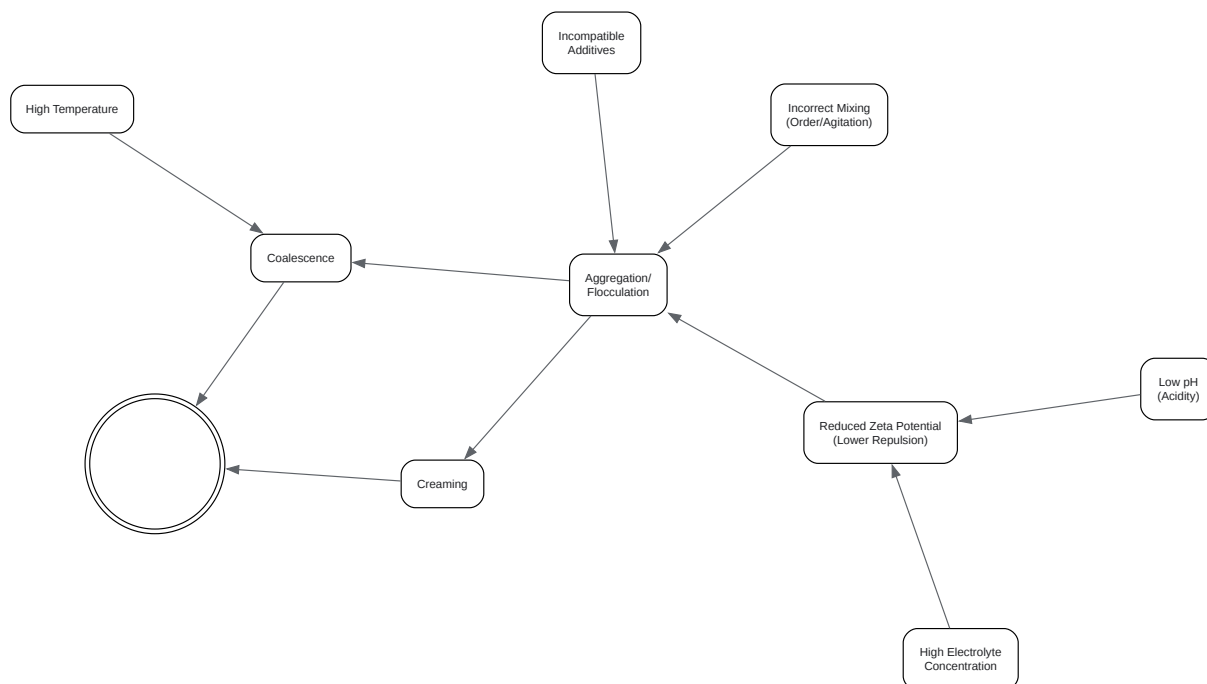 Incompatible
Additives
High Temperature
Incorrect Mixing
(Order/Agitation)
Coalescence
Aggregation/
Flocculation
Low pH
(Acidity)
Reduced Zeta Potential
(Lower Repulsion)
Creaming
High Electrolyte
Concentration